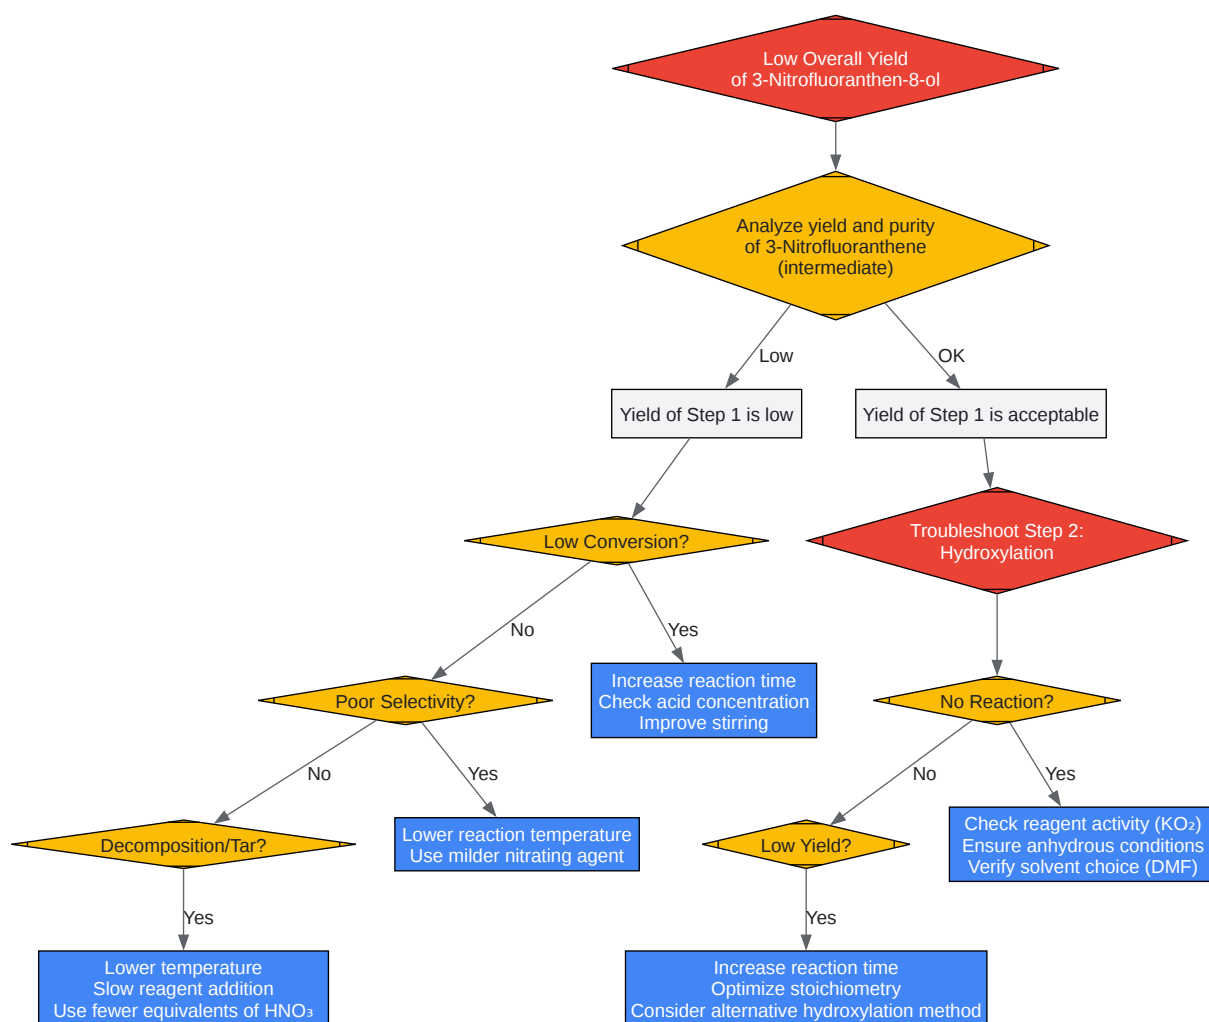 Low Overall Yield
of 3-Nitrofluoranthen-8-ol
Analyze yield and purity
of 3-Nitrofluoranthene
(intermediate)
Low
OK
Yield of Step 1 is low
Yield of Step 1 is acceptable
Low Conversion?
Troubleshoot Step 2:
Hydroxylation
No
Yes
Poor Selectivity?
Increase reaction time
Check acid concentration
Improve stirring
No Reaction?
No
Yes
No
Yes
Decomposition/Tar?
Lower reaction temperature
Use milder nitrating agent
Low Yield?
Check reagent activity (KO₂)
Ensure anhydrous conditions
Verify solvent choice (DMF)
Yes
Yes
Lower temperature
Slow reagent addition
Use fewer equivalents of HNO₃
Increase reaction time
Optimize stoichiometry
Consider alternative hydroxylation method